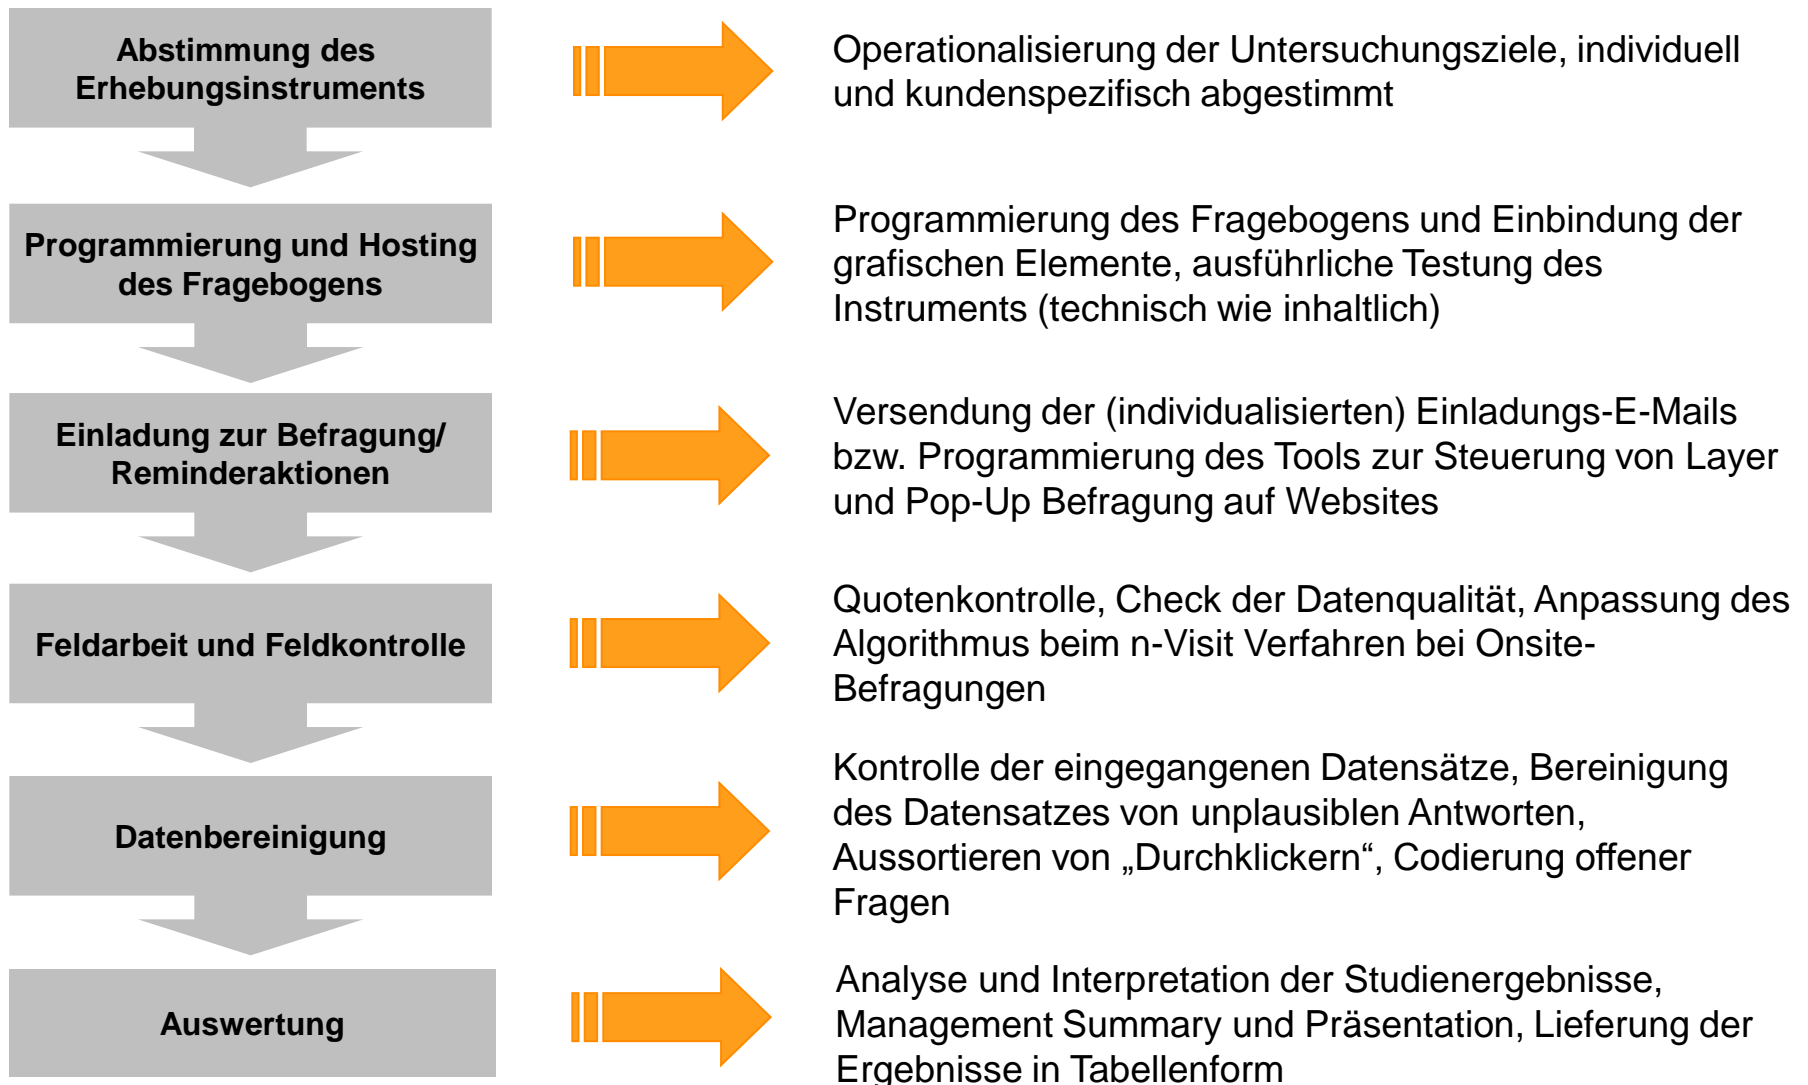 Abstimmung des
Erhebungsinstruments
Operationalisierung der Untersuchungsziele, individuell
und kundenspezifisch abgestimmt
Programmierung und Hosting
des Fragebogens
Programmierung des Fragebogens und Einbindung der
grafischen Elemente, ausführliche Testung des
Instruments (technisch wie inhaltlich)
Einladung zur Befragung/
Reminderaktionen
Versendung der (individualisierten) Einladungs-E-Mails
bzw. Programmierung des Tools zur Steuerung von Layer
und Pop-Up Befragung auf Websites
Feldarbeit und Feldkontrolle
Quotenkontrolle, Check der Datenqualität, Anpassung des
Algorithmus beim n-Visit Verfahren bei Onsite-
Befragungen
Datenbereinigung
Kontrolle der eingegangenen Datensätze, Bereinigung
des Datensatzes von unplausiblen Antworten,
Aussortieren von „Durchklickern“, Codierung offener
Fragen
Auswertung
Analyse und Interpretation der Studienergebnisse,
Management Summary und Präsentation, Lieferung der
Ergebnisse in Tabellenform